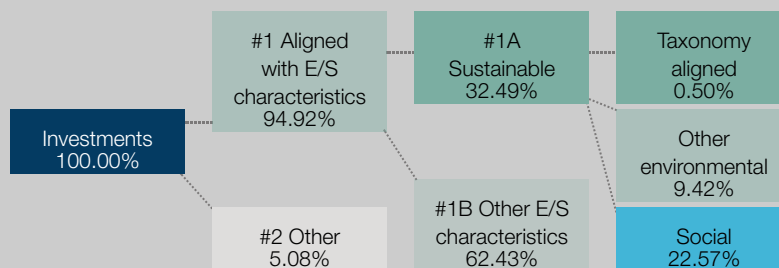 Investments
100.00%
#1 Aligned
with E/S
characteristics
94.92%
#2 Other
5.08%
#1A
Sustainable
32.49%
#1B Other E/S
characteristics
62.43%
Taxonomy
aligned
0.50%
Other
environmental
9.42%
Social
22.57%